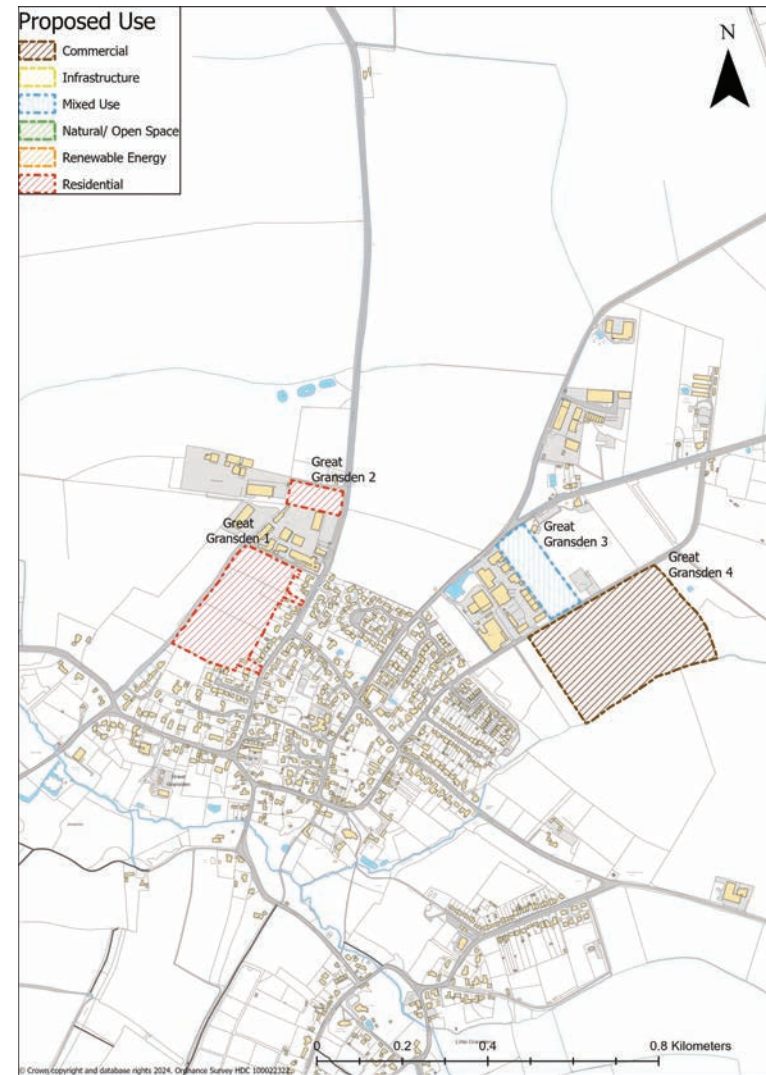 Proposed Use
Commercial
Infrastructure
Mixed Use
Natural/ Open Space
Renewable Energy
Residential
N
Great
Gransden 2
Great
Gransden 1
Great
Gransden 3
Great
Gransden 4
Great
Gransden
0
0.2
0.4
0.8 Kilometers
© Crown copyright and database rights 2024. Ordnance Survey HDC 100022322